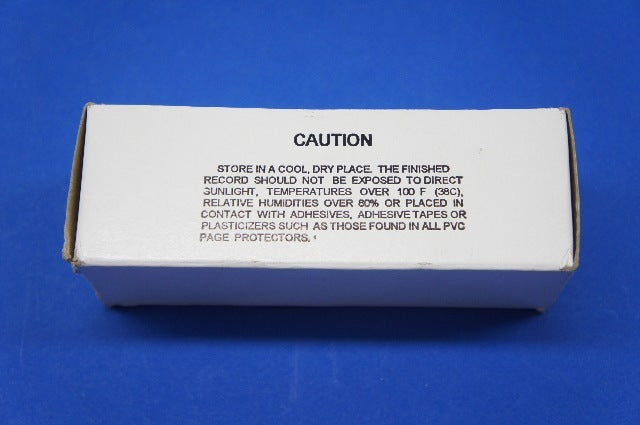 CAUTION
STORE IN A COOL, DRY PLACE. THE FINISHED
RECORD SHOULD NOT BE EXPOSED TO DIRECT
SUNLIGHT, TEMPERATURES OVER 100 F (38C),
RELATIVE HUMIDITIES OVER 80% OR PLACED IN
CONTACT WITH ADHESIVES, ADHESIVE TAPES OR
PLASTICIZERS SUCH AS THOSE FOUND IN ALL PVC
PAGE PROTECTORS.